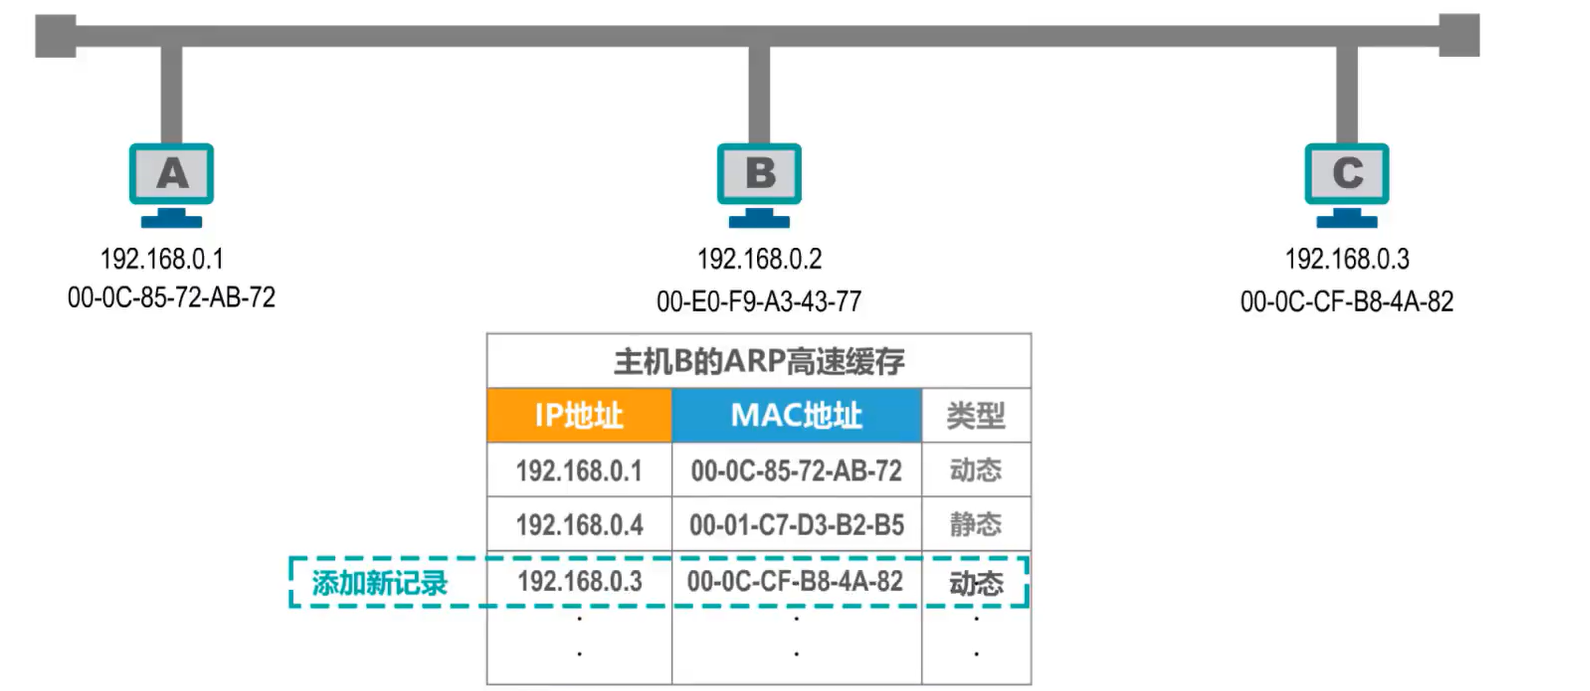 A
B
C
192.168.0.1
192.168.0.2
192.168.0.3
00-0C-85-72-AB-72
00-E0-F9-A3-43-77
00-0C-CF-B8-4A-82
主机B的ARP高速缓存
IP地址 MAC地址 类型
192.168.0.1 00-0C-85-72-AB-72 动态
192.168.0.4 00-01-C7-D3-B2-B5 静态
添加新记录 192.168.0.3 00-0C-CF-B8-4A-82 动态
. . .
. . .